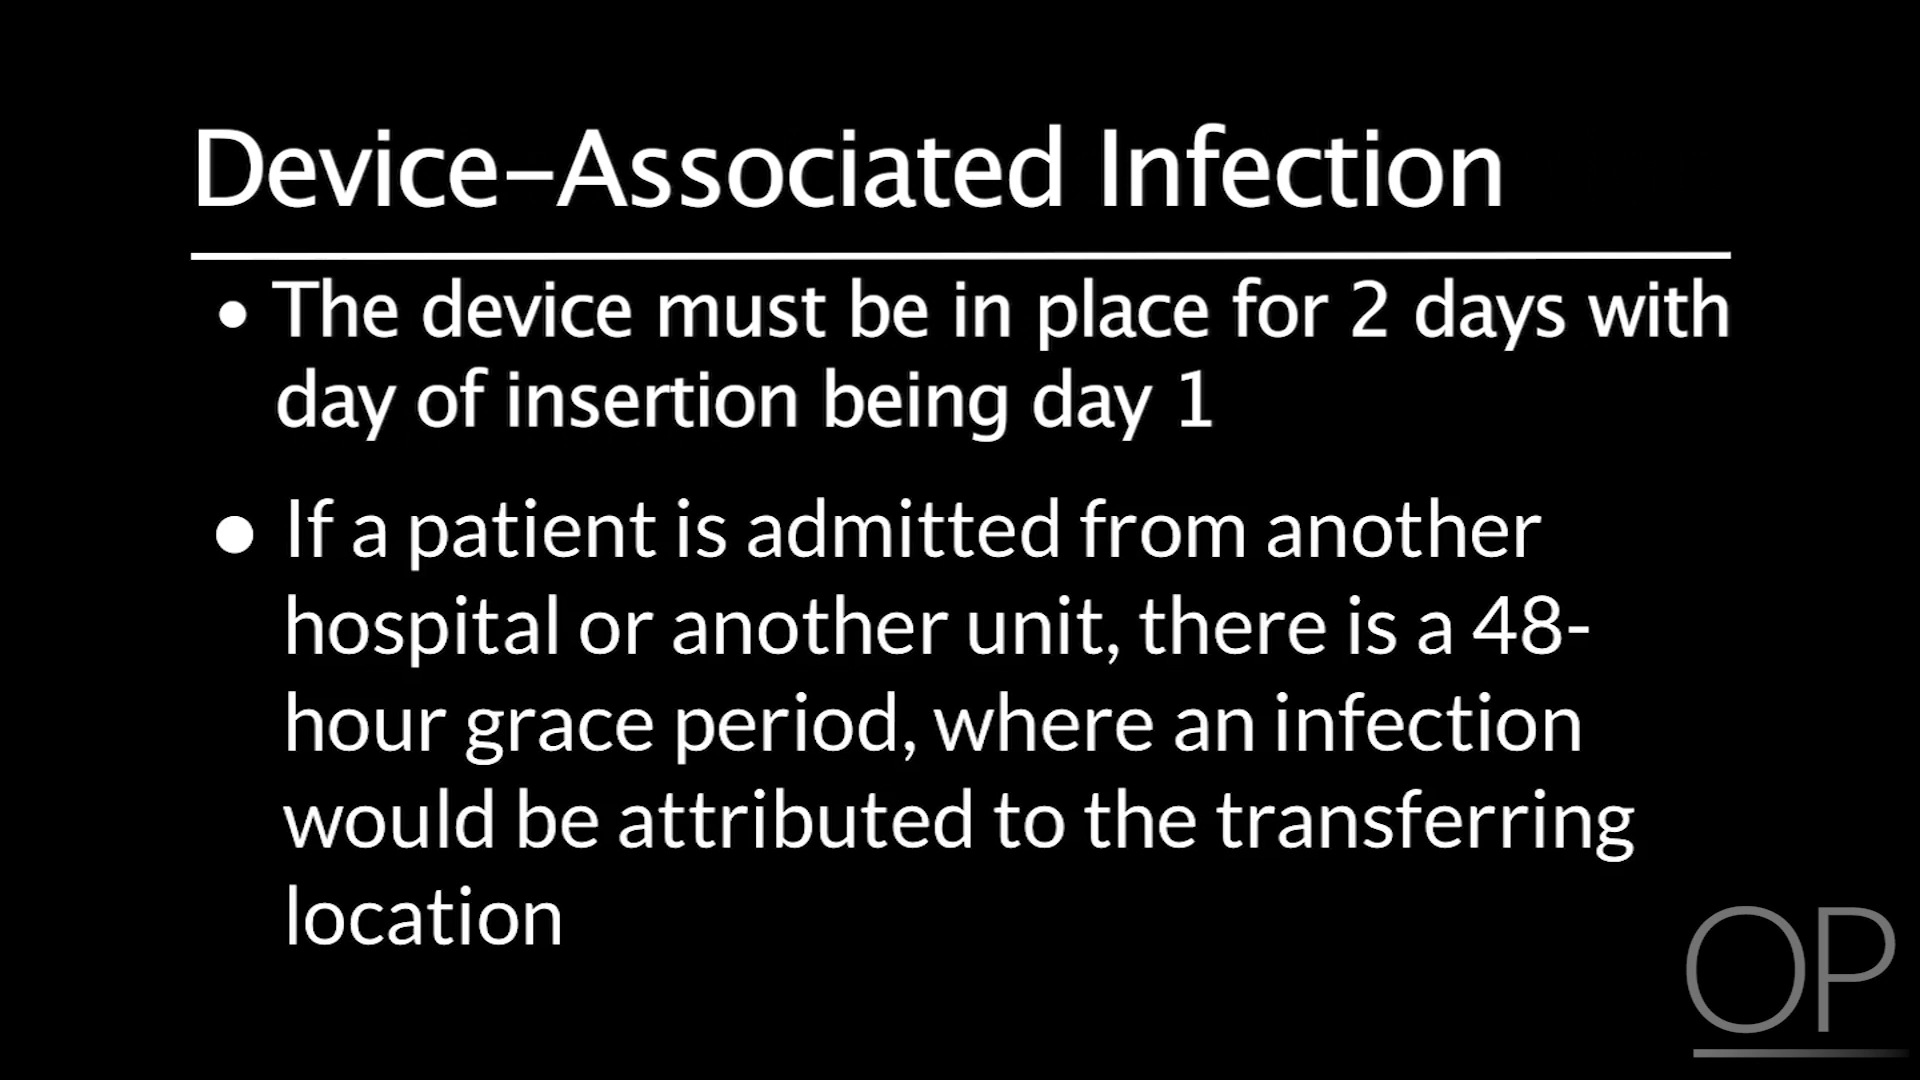 Device-Associated Infection
• The device must be in place for 2 days with
day of insertion being day 1
• If a patient is admitted from another
hospital or another unit, there is a 48-
hour grace period, where an infection
would be attributed to the transferring
location
OP